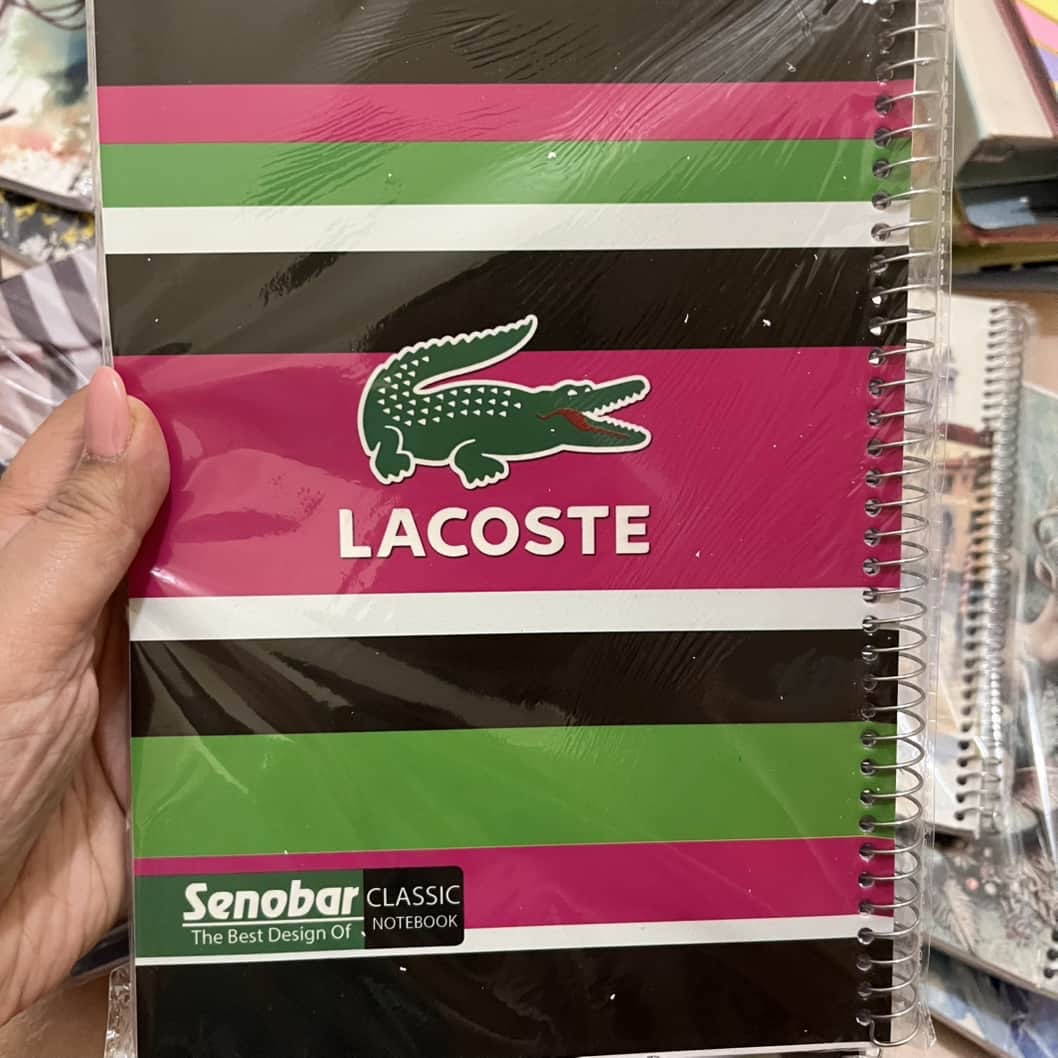 LACOSTE
Senobar CLASSIC
The Best Design Of NOTEBOOK